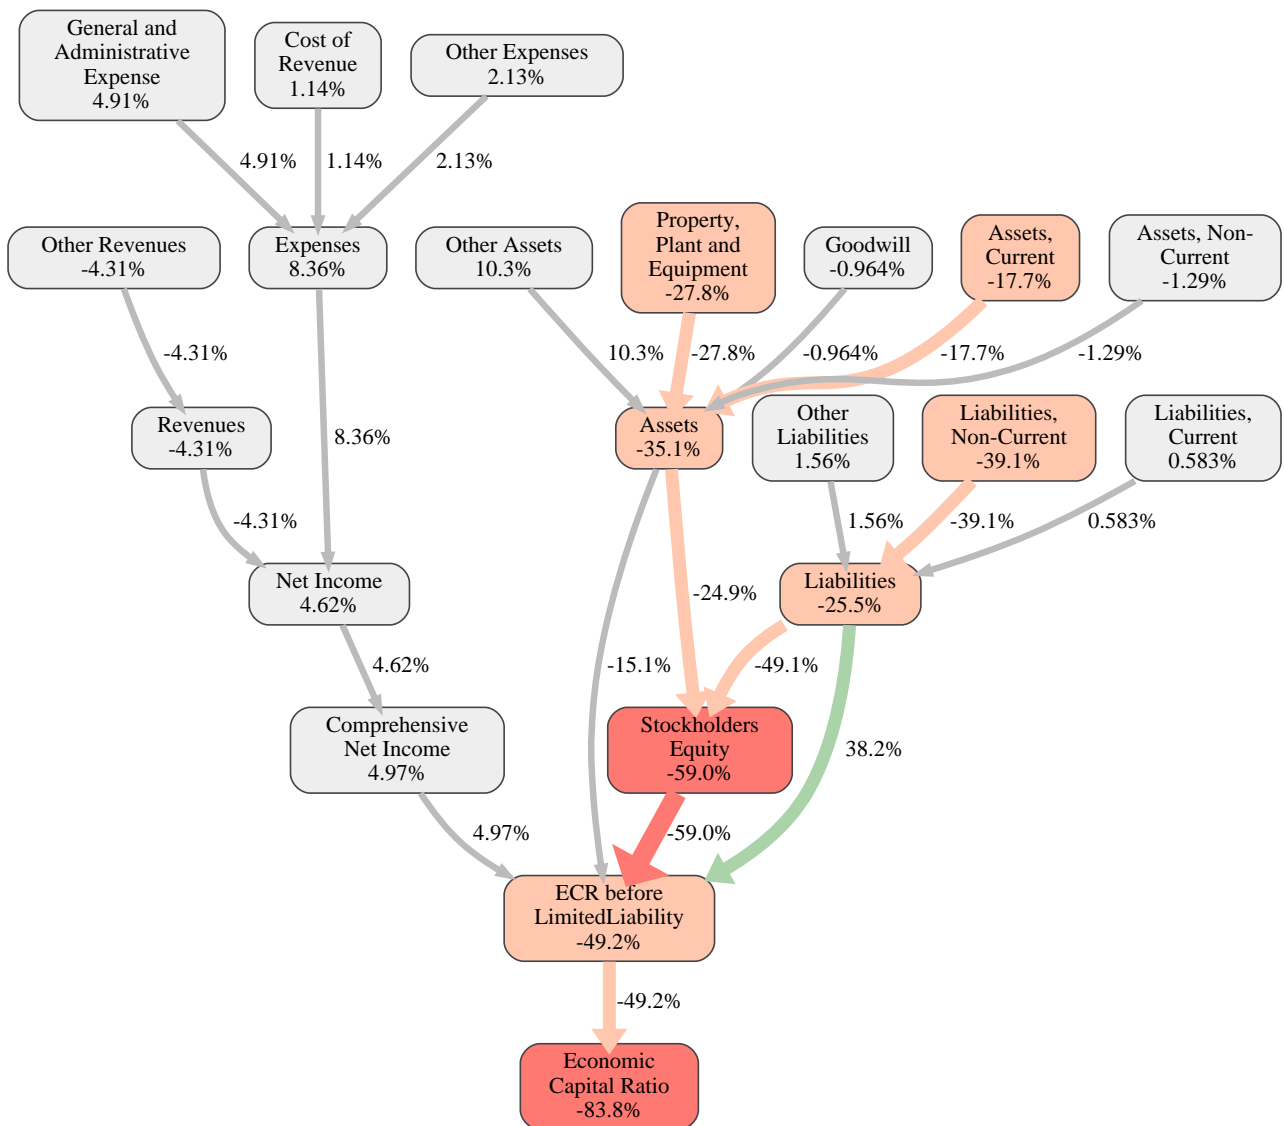 General and
Administrative
Expense
4.91%
Cost of
Revenue
1.14%
Other Expenses
2.13%
4.91%
1.14%
2.13%
Other Revenues
-4.31%
Expenses
8.36%
Other Assets
10.3%
Property,
Plant and
Equipment
-27.8%
Goodwill
-0.964%
Assets,
Current
-17.7%
Assets, Non-
Current
-1.29%
-4.31%
10.3%
-27.8%
-0.964%
-17.7%
-1.29%
Revenues
-4.31%
8.36%
Assets
-35.1%
Other
Liabilities
1.56%
Liabilities,
Non-Current
-39.1%
Liabilities,
Current
0.583%
-4.31%
1.56%
-39.1%
0.583%
Net Income
4.62%
-24.9%
Liabilities
-25.5%
4.62%
-15.1%
-49.1%
Comprehensive
Net Income
4.97%
Stockholders
Equity
-59.0%
38.2%
4.97%
-59.0%
ECR before
LimitedLiability
-49.2%
-49.2%
Economic
Capital Ratio
-83.8%